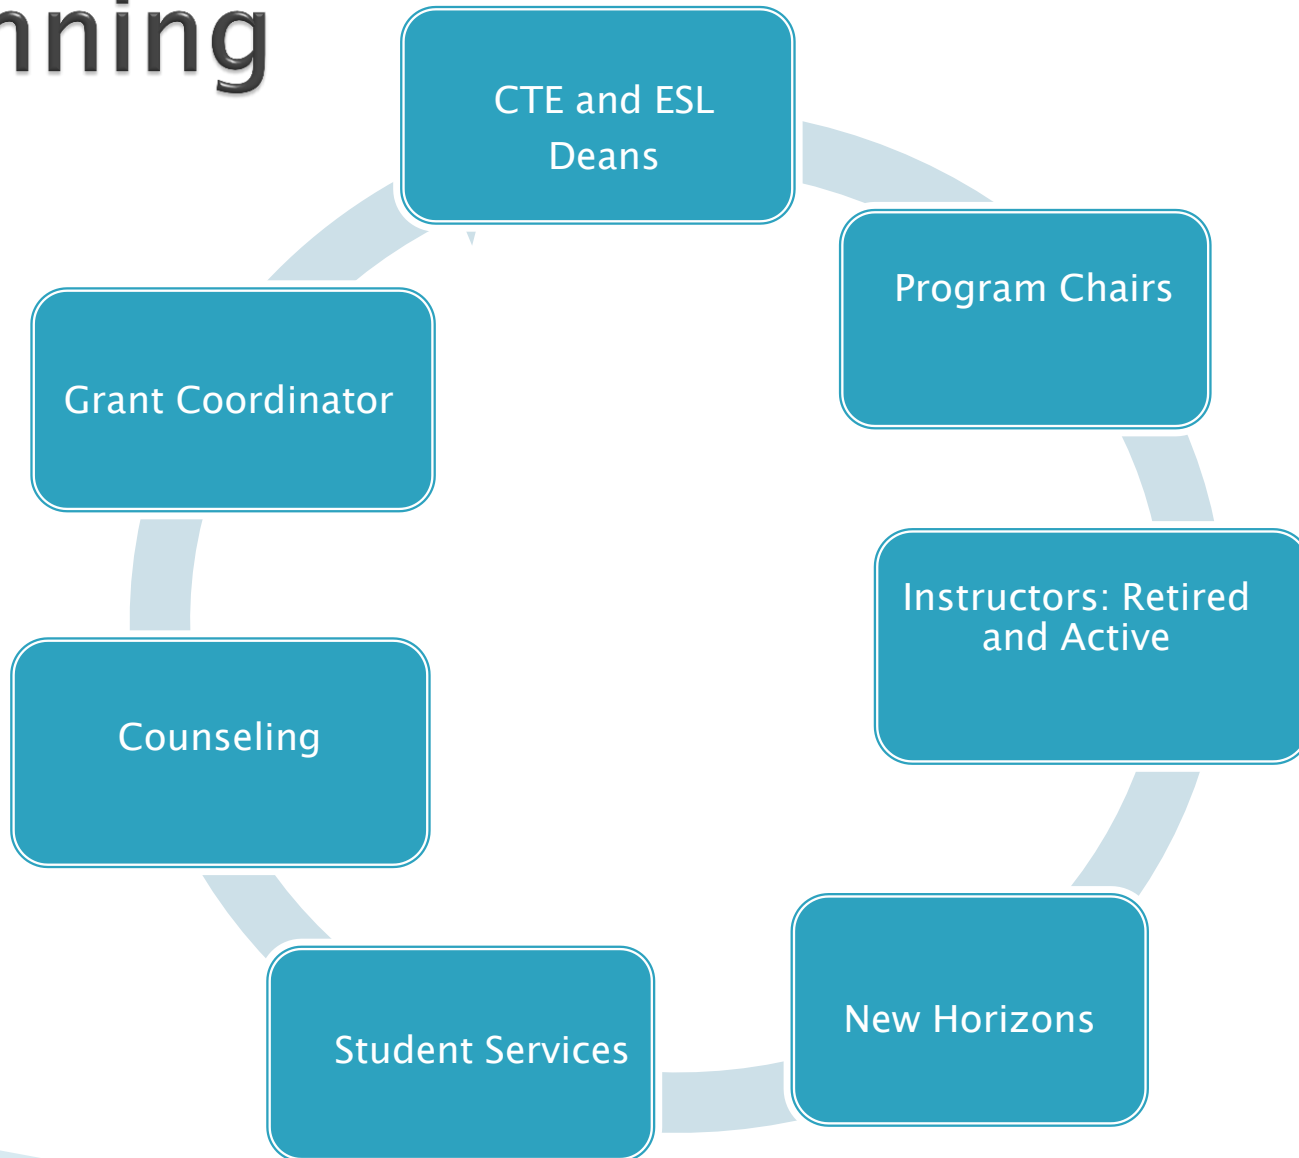 nning
CTE and ESL
Deans
Program Chairs
Instructors: Retired
and Active
New Horizons
Student Services
Counseling
Grant Coordinator